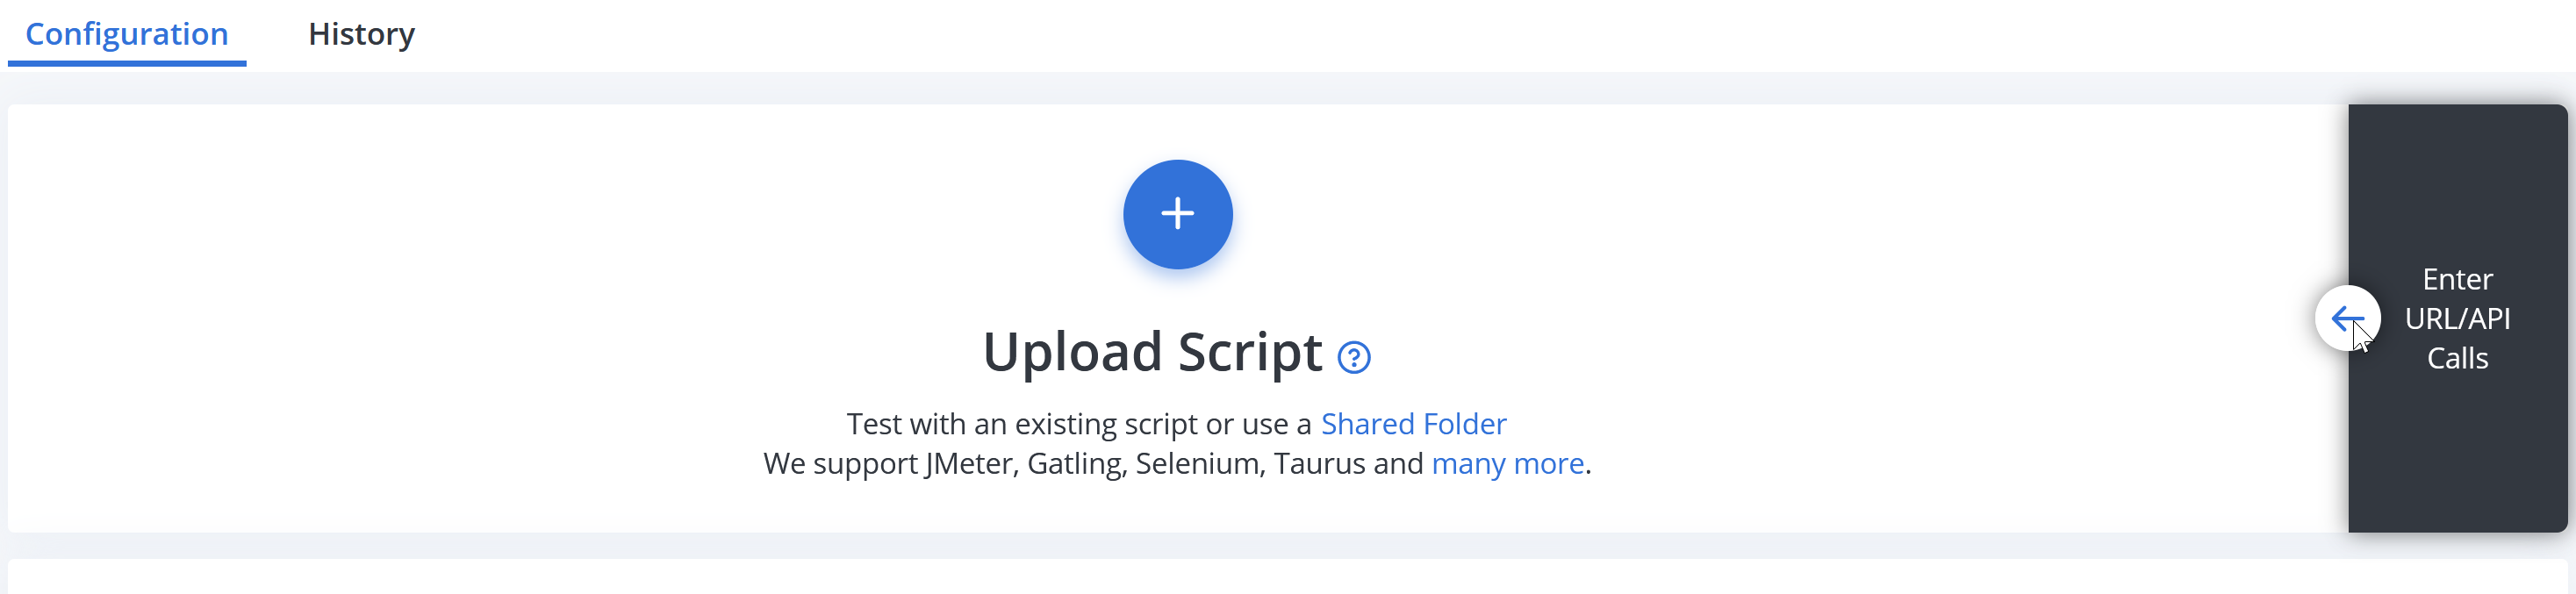 Configuration
History
Upload Script
Test with an existing script or use a Shared Folder
We support JMeter, Gatling, Selenium, Taurus and many more.
Enter
URL/API
Calls